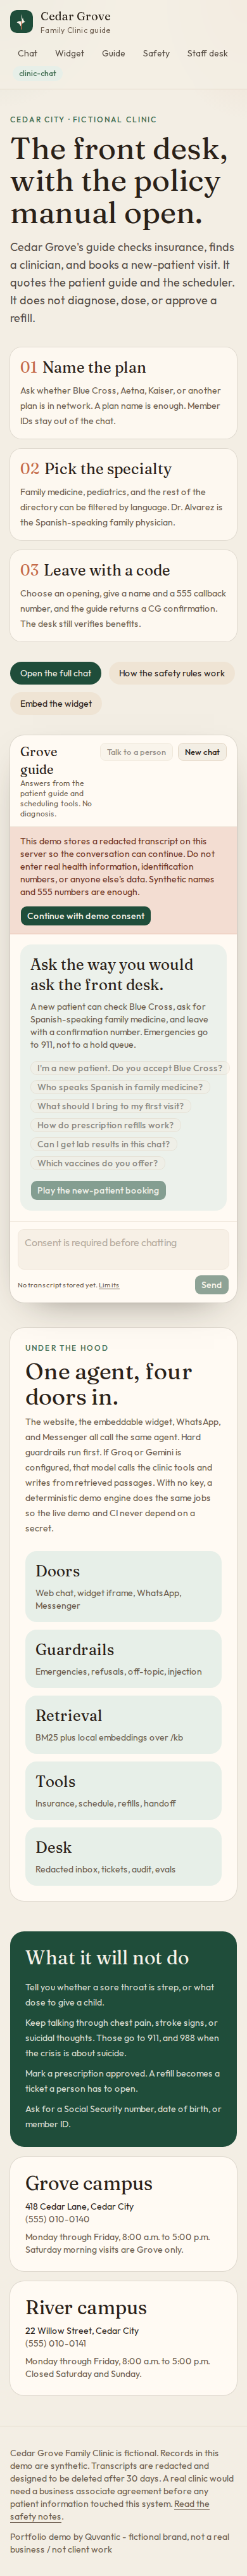 Cedar Grove
Family Clinic guide
Chat Widget Guide Safety Staff desk
clinic-chat
CEDAR CITY · FICTIONAL CLINIC
The front desk,
with the policy
manual open.
Cedar Grove's guide checks insurance, finds
a clinician, and books a new-patient visit. It
quotes the patient guide and the scheduler.
It does not diagnose, dose, or approve a
refill.
01 Name the plan
Ask whether Blue Cross, Aetna, Kaiser, or another
plan is in network. A plan name is enough. Member
IDs stay out of the chat.
02 Pick the specialty
Family medicine, pediatrics, and the rest of the
directory can be filtered by language. Dr. Alvarez is
the Spanish-speaking family physician.
03 Leave with a code
Choose an opening, give a name and a 555 callback
number, and the guide returns a CG confirmation.
The desk still verifies benefits.
Open the full chat How the safety rules work
Embed the widget
Grove
guide
Answers from the
patient guide and
scheduling tools. No
diagnosis.
Talk to a person New chat
This demo stores a redacted transcript on this
server so the conversation can continue. Do not
enter real health information, identification
numbers, or anyone else's data. Synthetic names
and 555 numbers are enough.
Continue with demo consent
Ask the way you would
ask the front desk.
A new patient can check Blue Cross, ask for
Spanish-speaking family medicine, and leave
with a confirmation number. Emergencies go
to 911, not to a hold queue.
I'm a new patient. Do you accept Blue Cross?
Who speaks Spanish in family medicine?
What should I bring to my first visit?
How do prescription refills work?
Can I get lab results in this chat?
Which vaccines do you offer?
Play the new-patient booking
Consent is required before chatting
No transcript stored yet. Limits
Send
UNDER THE HOOD
One agent, four
doors in.
The website, the embeddable widget, WhatsApp,
and Messenger all call the same agent. Hard
guardrails run first. If Groq or Gemini is
configured, that model calls the clinic tools and
writes from retrieved passages. With no key, a
deterministic demo engine does the same jobs
so the live demo and CI never depend on a
secret.
Doors
Web chat, widget iframe, WhatsApp,
Messenger
Guardrails
Emergencies, refusals, off-topic, injection
Retrieval
BM25 plus local embeddings over /kb
Tools
Insurance, schedule, refills, handoff
Desk
Redacted inbox, tickets, audit, evals
What it will not do
Tell you whether a sore throat is strep, or what
dose to give a child.
Keep talking through chest pain, stroke signs, or
suicidal thoughts. Those go to 911, and 988 when
the crisis is about suicide.
Mark a prescription approved. A refill becomes a
ticket a person has to open.
Ask for a Social Security number, date of birth, or
member ID.
Grove campus
418 Cedar Lane, Cedar City
(555) 010-0140
Monday through Friday, 8:00 a.m. to 5:00 p.m.
Saturday morning visits are Grove only.
River campus
22 Willow Street, Cedar City
(555) 010-0141
Monday through Friday, 8:00 a.m. to 5:00 p.m.
Closed Saturday and Sunday.
Cedar Grove Family Clinic is fictional. Records in this
demo are synthetic. Transcripts are redacted and
designed to be deleted after 30 days. A real clinic would
need a business associate agreement before any
patient information touched this system. Read the
safety notes.
Portfolio demo by Quvantic - fictional brand, not a real
business / not client work